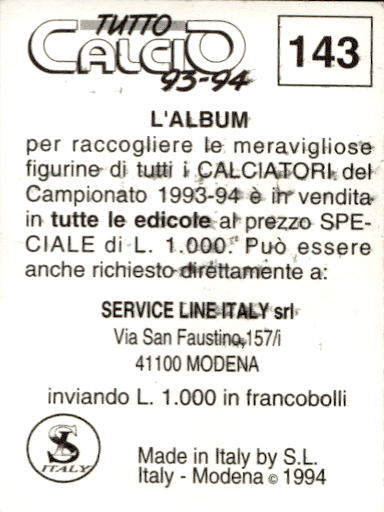 TUTTO
CALCIO
93-94
143
L'ALBUM
per raccogliere le meravigliose
figurine di tutti i CALCIATORI del
Campionato 1993-94 è in vendita
in tutte le edicole al prezzo SPE-
CIALE di L. 1.000. Può essere
anche richiesto direttamente a:
SERVICE LINE ITALY srl
Via San Faustino,157/i
41100 MODENA
inviando L. 1.000 in francobolli
SL
ITALY
Made in Italy by S.L.
Italy - Modena © 1994